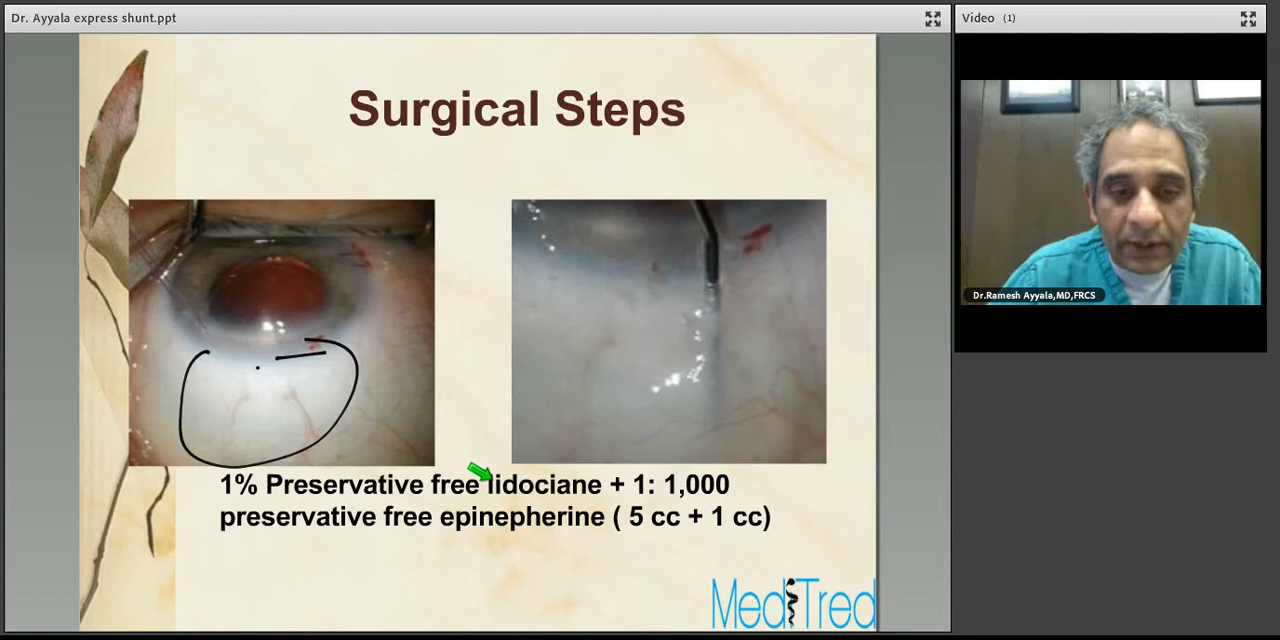 Dr. Ayyala express shunt.ppt
Video (1)
Surgical Steps
Dr.Ramesh Ayyala,MD,FRCS
1% Preservative free lidociane + 1: 1,000
preservative free epinepherine ( 5 cc + 1 cc)
MediTred